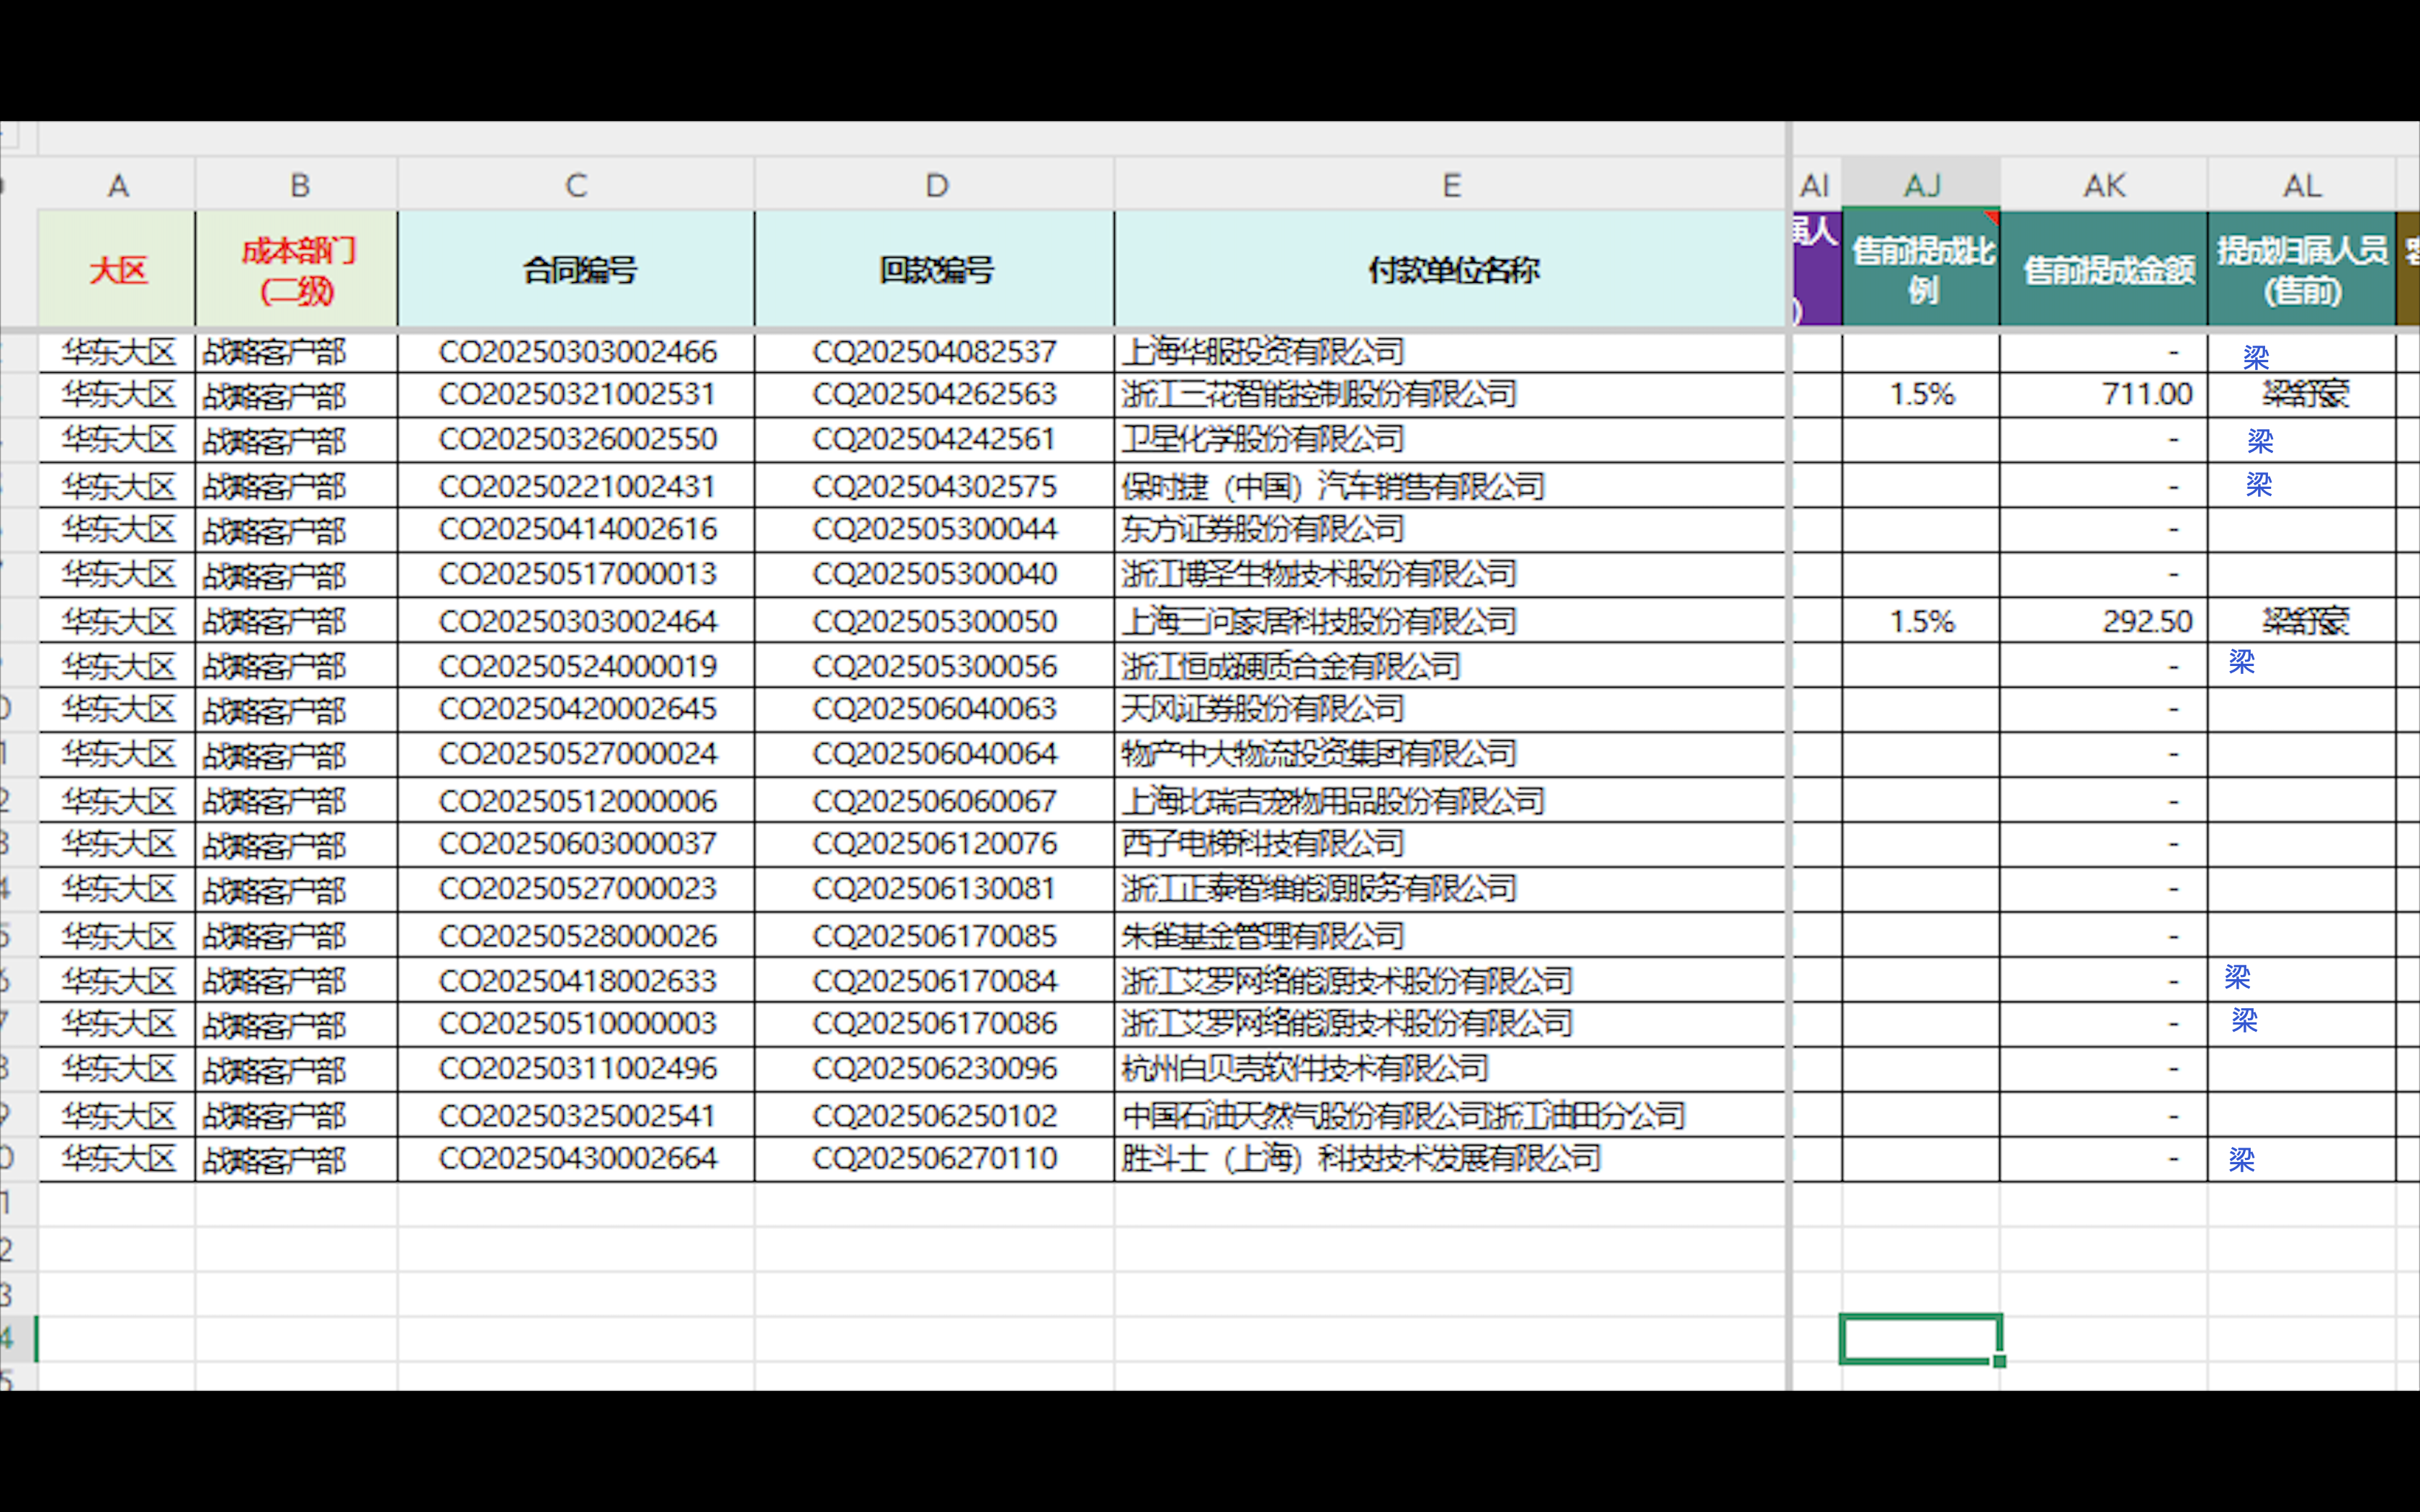 A B C D E AI AJ AK AL
大区 成本部门(二级) 合同编号 回款编号 付款单位名称 属人) 售前提成比例 售前提成金额 提成归属人员(售前)
华东大区 战略客户部 CO20250303002466 CQ202504082537 上海华服投资有限公司 - 梁
华东大区 战略客户部 CO20250321002531 CQ202504262563 浙江三花智能控制股份有限公司 1.5% 711.00 梁舒豪
华东大区 战略客户部 CO20250326002550 CQ202504242561 卫星化学股份有限公司 - 梁
华东大区 战略客户部 CO20250221002431 CQ202504302575 保时捷（中国）汽车销售有限公司 - 梁
华东大区 战略客户部 CO20250414002616 CQ202505300044 东方证券股份有限公司 -
华东大区 战略客户部 CO20250517000013 CQ202505300040 浙江博圣生物技术股份有限公司 -
华东大区 战略客户部 CO20250303002464 CQ202505300050 上海三问家居科技股份有限公司 1.5% 292.50 梁舒豪
华东大区 战略客户部 CO20250524000019 CQ202505300056 浙江恒成硬质合金有限公司 - 梁
华东大区 战略客户部 CO20250420002645 CQ202506040063 天风证券股份有限公司 -
华东大区 战略客户部 CO20250527000024 CQ202506040064 物产中大物流投资集团有限公司 -
华东大区 战略客户部 CO20250512000006 CQ202506060067 上海比瑞吉宠物用品股份有限公司 -
华东大区 战略客户部 CO20250603000037 CQ202506120076 西子电梯科技有限公司 -
华东大区 战略客户部 CO20250527000023 CQ202506130081 浙江正泰智维能源服务有限公司 -
华东大区 战略客户部 CO20250528000026 CQ202506170085 朱雀基金管理有限公司 -
华东大区 战略客户部 CO20250418002633 CQ202506170084 浙江艾罗网络能源技术股份有限公司 - 梁
华东大区 战略客户部 CO20250510000003 CQ202506170086 浙江艾罗网络能源技术股份有限公司 - 梁
华东大区 战略客户部 CO20250311002496 CQ202506230096 杭州白贝壳软件技术有限公司 -
华东大区 战略客户部 CO20250325002541 CQ202506250102 中国石油天然气股份有限公司浙江油田分公司 -
华东大区 战略客户部 CO20250430002664 CQ202506270110 胜斗士（上海）科技技术发展有限公司 - 梁